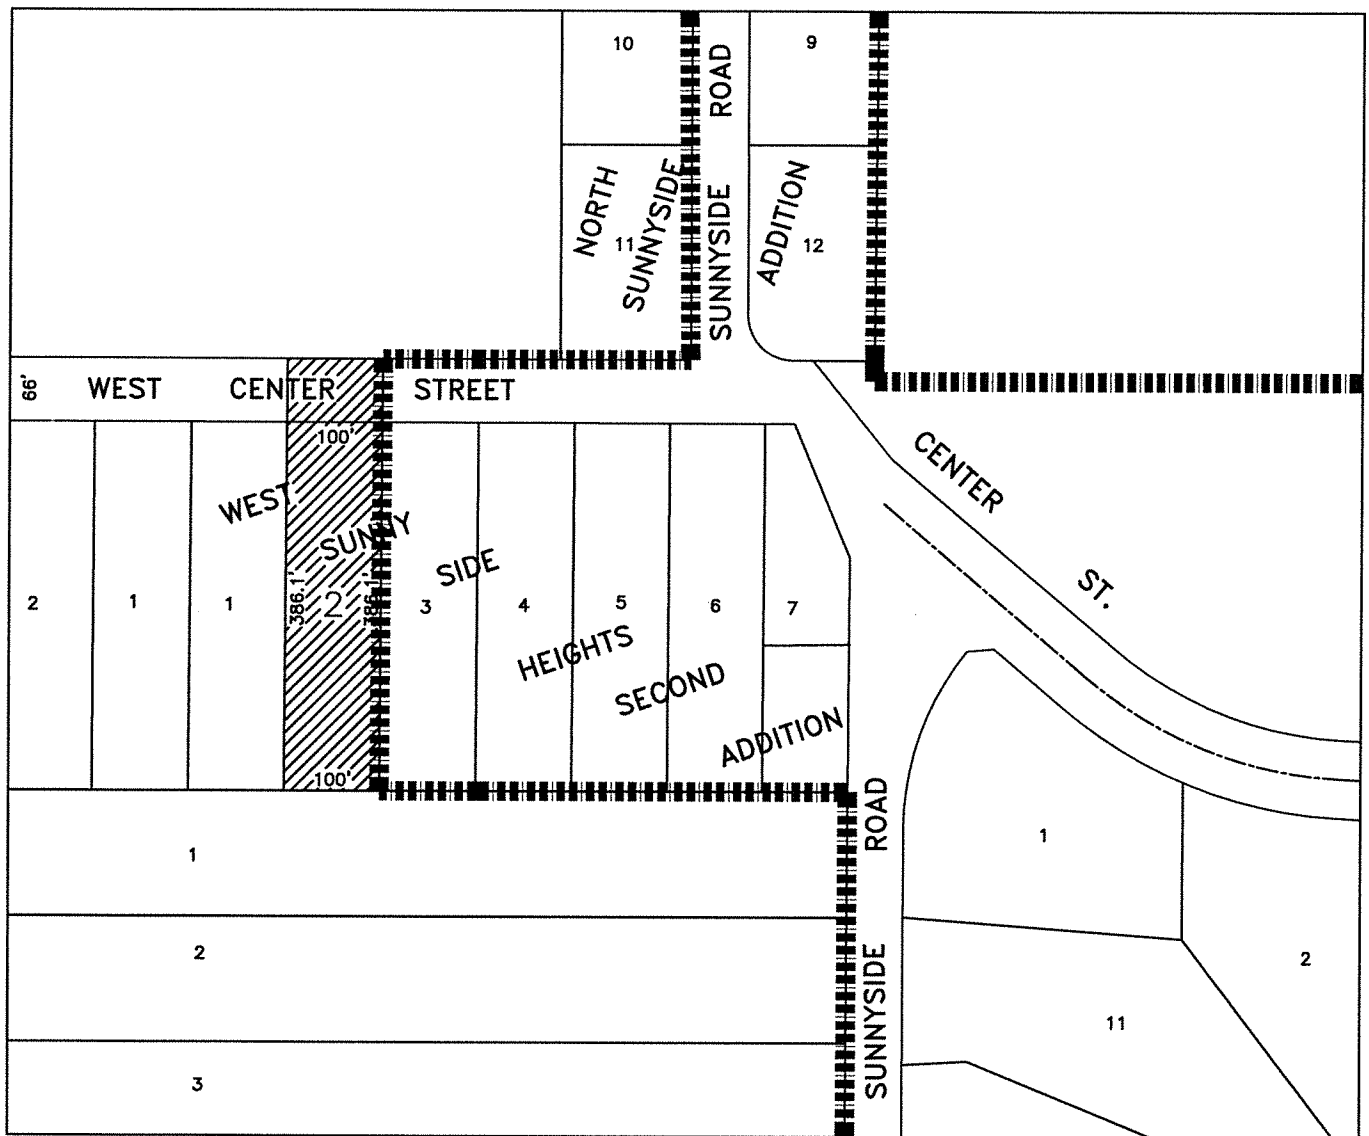 10
9
ROAD
NORTH
SUNNYSIDE
11
SUNNYSIDE
ADDITION
12
66'
WEST CENTER STREET
100'
CENTER
ST.
WEST
SUNNY
SIDE
HEIGHTS
SECOND
ADDITION
2
1
1
386.1'
2
386.1'
3
4
5
6
7
100'
ROAD
SUNNYSIDE
1
2
3
1
2
11